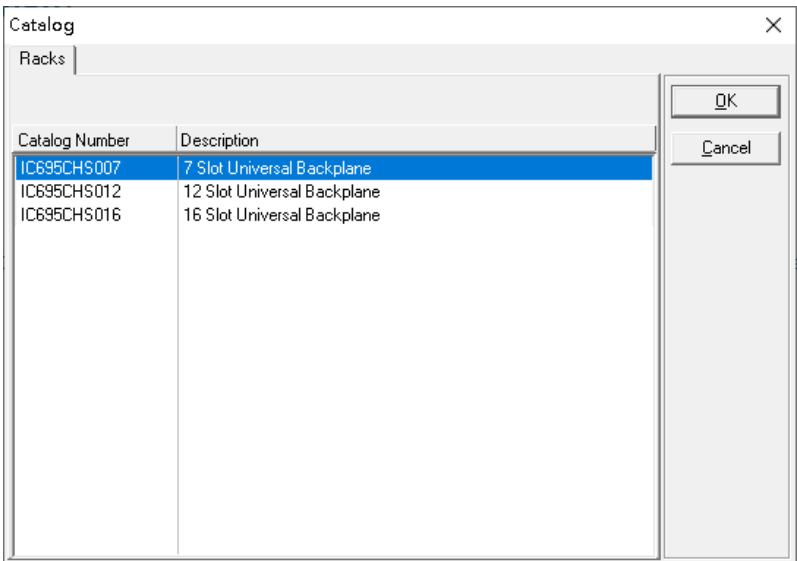 Catalog
Racks
OK
Cancel
Catalog Number Description
IC695CHS007 7 Slot Universal Backplane
IC695CHS012 12 Slot Universal Backplane
IC695CHS016 16 Slot Universal Backplane